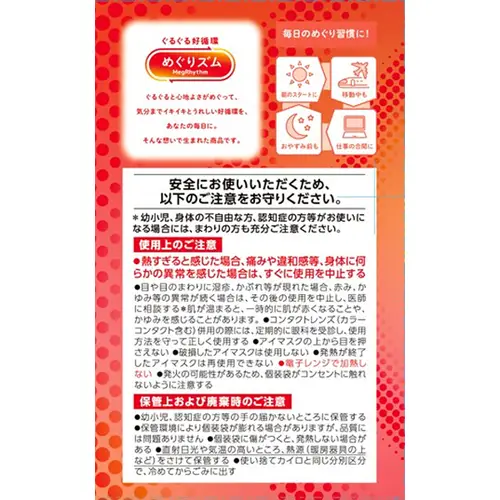 ぐるぐる好循環
めぐりズム
MegRhythm
ぐるぐると心地よさがめぐって、
気分までイキイキとうれしい好循環を、
あなたの毎日に。
そんな想いで生まれた商品です。
毎日のめぐり習慣に!
朝のスタートに
移動中も
おやすみ前も
仕事の合間に
安全にお使いいただくため、
以下のご注意をお守りください。
*幼小児、身体の不自由な方、認知症の方等がお使いに
なる場合には、まわりの方も充分ご注意ください。
使用上のご注意
●熱すぎると感じた場合、痛みや違和感等、身体に何
らかの異常を感じた場合は、すぐに使用を中止する
●目や目のまわりに湿疹、かぶれ等が現れた場合、赤み、か
ゆみ等の異常が続く場合は、その後の使用を中止し、医師
に相談する*肌が温まると、一時的に肌が赤くなることや、
かゆみを感じることがあります。●コンタクトレンズ(カラー
コンタクト含む)併用の際には、定期的に眼科を受診し、使用
方法を守って正しく使用する ●アイマスクの上から目を押
さえない ●破損したアイマスクは使用しない ●発熱が終了
したアイマスクは再使用できない ●電子レンジで加熱し
ない ●発火の可能性があるため、個装袋がコンセントに触れ
ないように注意する
保管上および廃棄時のご注意
●幼小児、認知症の方等の手の届かないところに保管する
●保管環境により個装袋が膨れる場合がありますが、品質に
は問題ありません ●個装袋に傷がつくと、発熱しない場合が
ある ●直射日光や気温の高いところ、熱源(暖房器具の上
など)をさけて保管する ●使い捨てカイロと同じ分別区分
で、冷めてからごみに出す